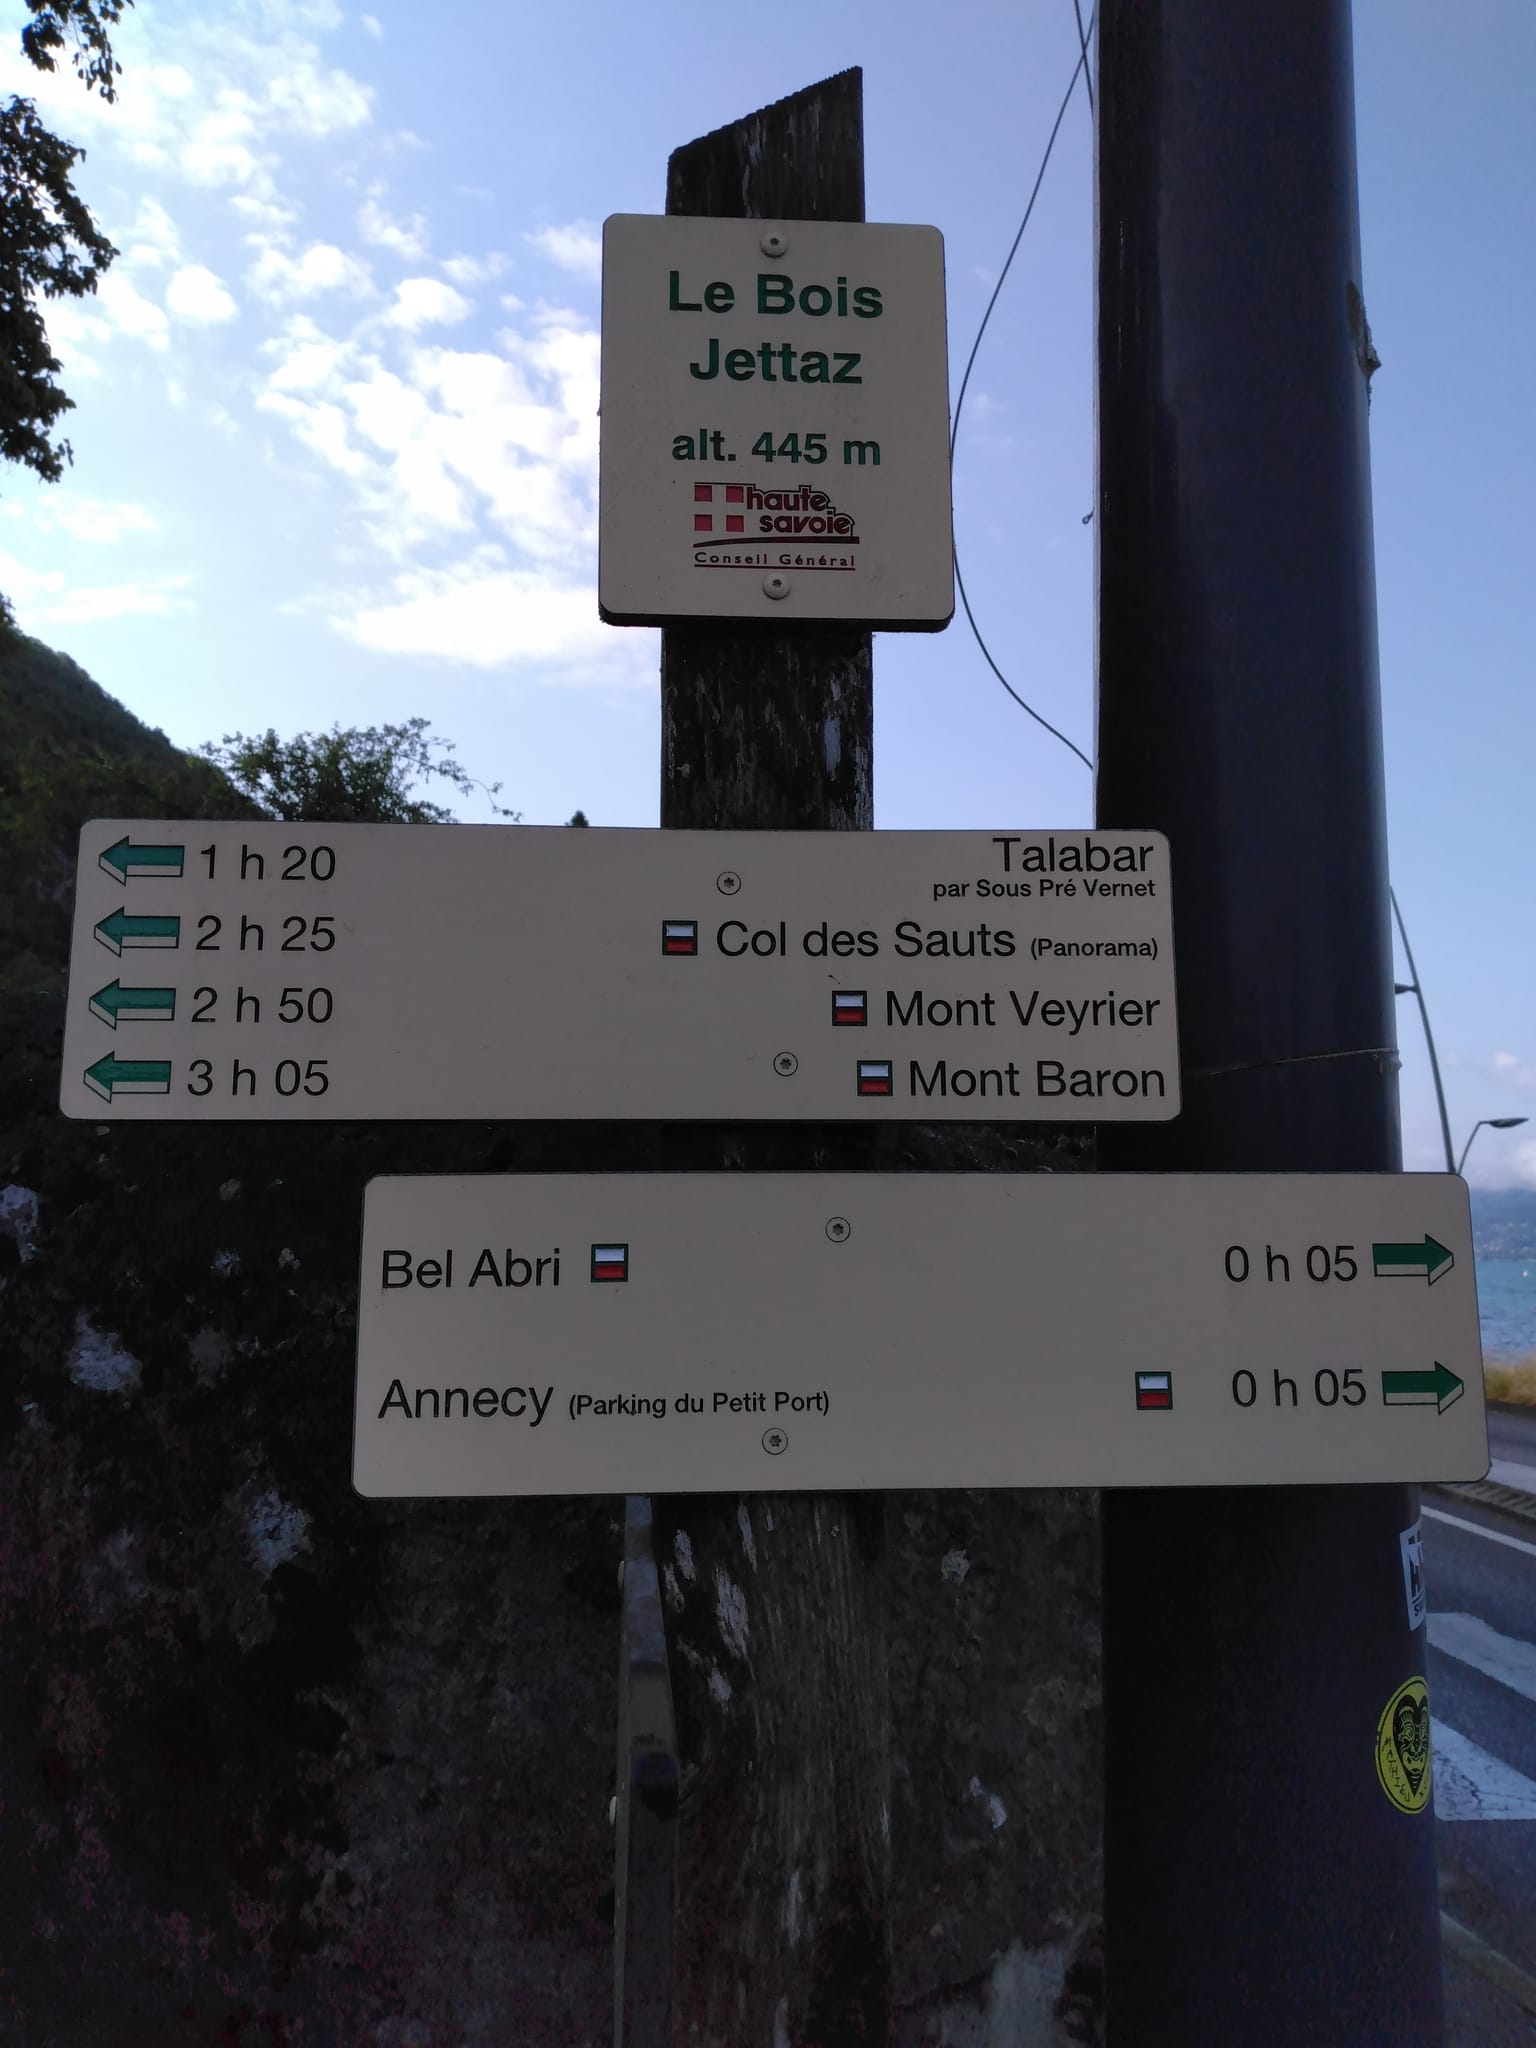 Le Bois
Jettaz
alt. 445 m
haute
savoie
Conseil Général
1 h 20 Talabar
par Sous Pré Vernet
2 h 25 Col des Sauts (Panorama)
2 h 50 Mont Veyrier
3 h 05 Mont Baron
Bel Abri 0 h 05
Annecy (Parking du Petit Port) 0 h 05